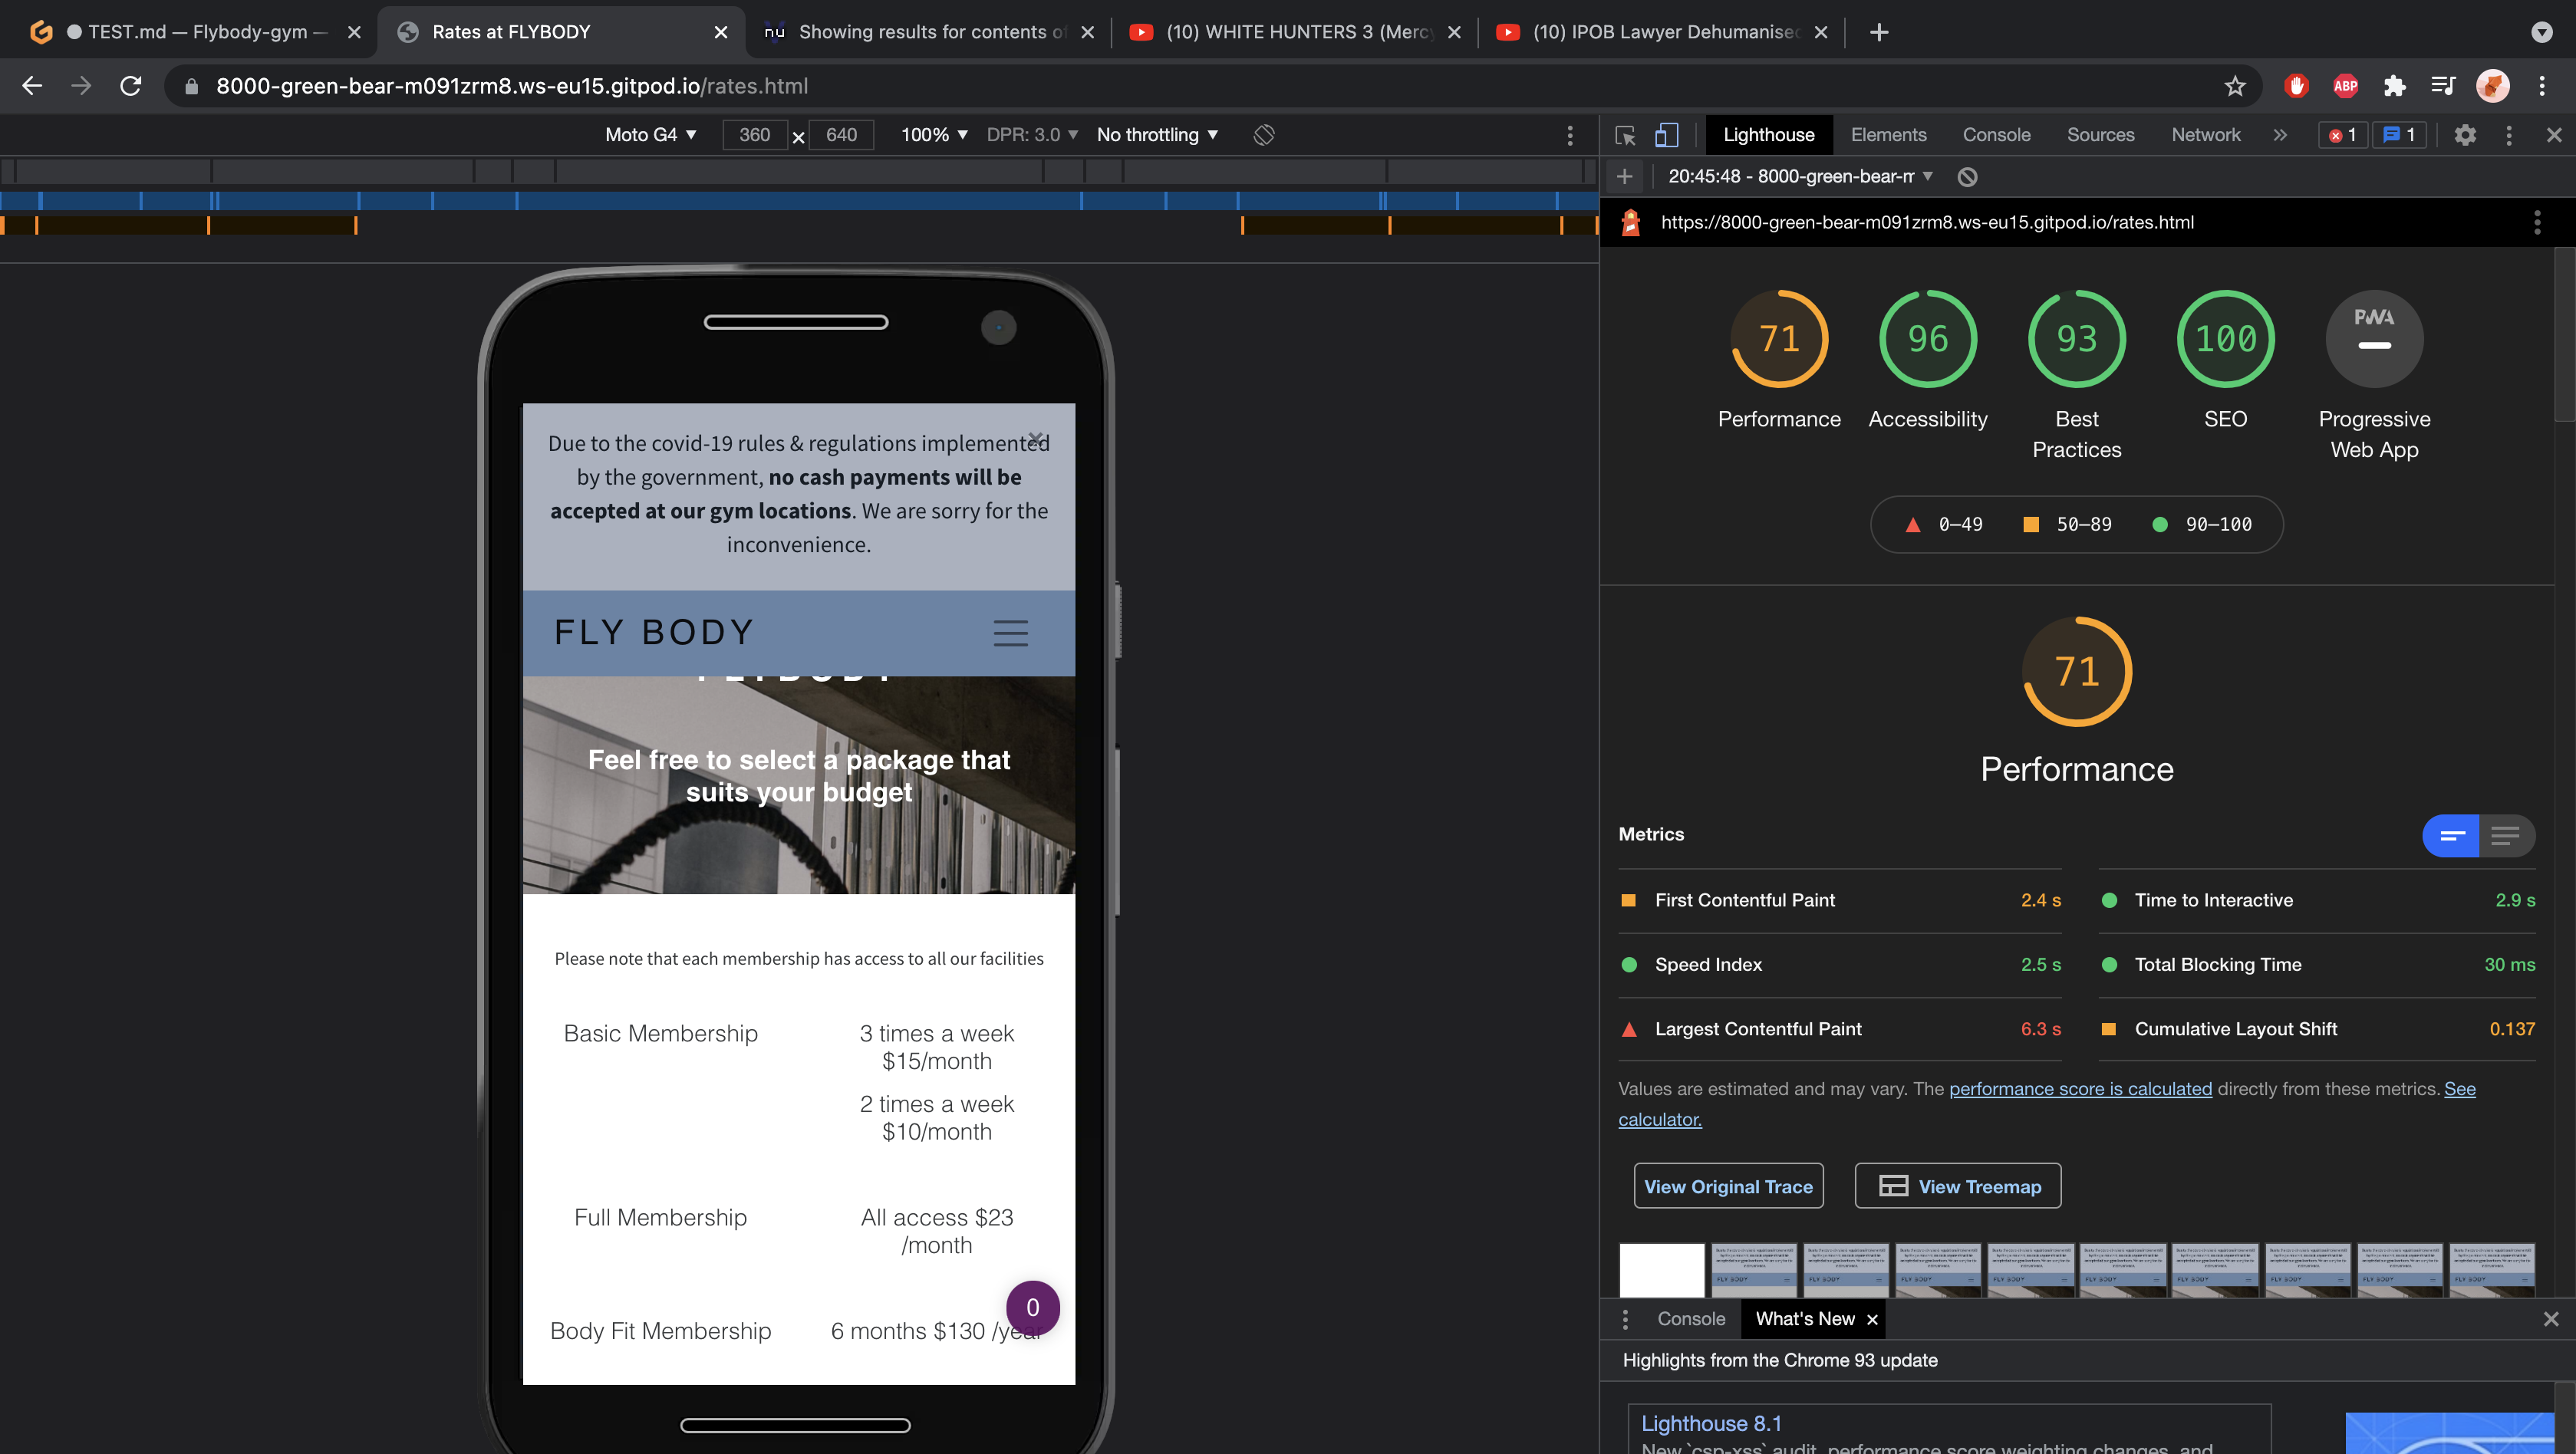 TEST.md — Flybody-gym —
Rates at FLYBODY
Showing results for contents of
(10) WHITE HUNTERS 3 (Mercy
(10) IPOB Lawyer Dehumanised
8000-green-bear-m091zrm8.ws-eu15.gitpod.io/rates.html
ABP
Moto G4 ▼ 360 × 640 100% ▼ DPR: 3.0 ▼ No throttling ▼
Lighthouse Elements Console Sources Network » 1 1
20:45:48 - 8000-green-bear-m ▼
https://8000-green-bear-m091zrm8.ws-eu15.gitpod.io/rates.html
71 96 93 100 PWA
Performance Accessibility Best Practices SEO Progressive Web App
0–49 50–89 90–100
71
Performance
Metrics
First Contentful Paint 2.4 s
Time to Interactive 2.9 s
Speed Index 2.5 s
Total Blocking Time 30 ms
Largest Contentful Paint 6.3 s
Cumulative Layout Shift 0.137
Values are estimated and may vary. The performance score is calculated directly from these metrics. See
calculator.
View Original Trace View Treemap
Console What's New ×
Highlights from the Chrome 93 update
Lighthouse 8.1
New `csp-xss` audit, performance score weighting changes, and
Due to the covid-19 rules & regulations implemented
by the government, no cash payments will be
accepted at our gym locations. We are sorry for the
inconvenience.
×
FLY BODY
FLYBODY
Feel free to select a package that
suits your budget
Please note that each membership has access to all our facilities
Basic Membership
3 times a week
$15/month
2 times a week
$10/month
Full Membership
All access $23
/month
0
Body Fit Membership
6 months $130 /year